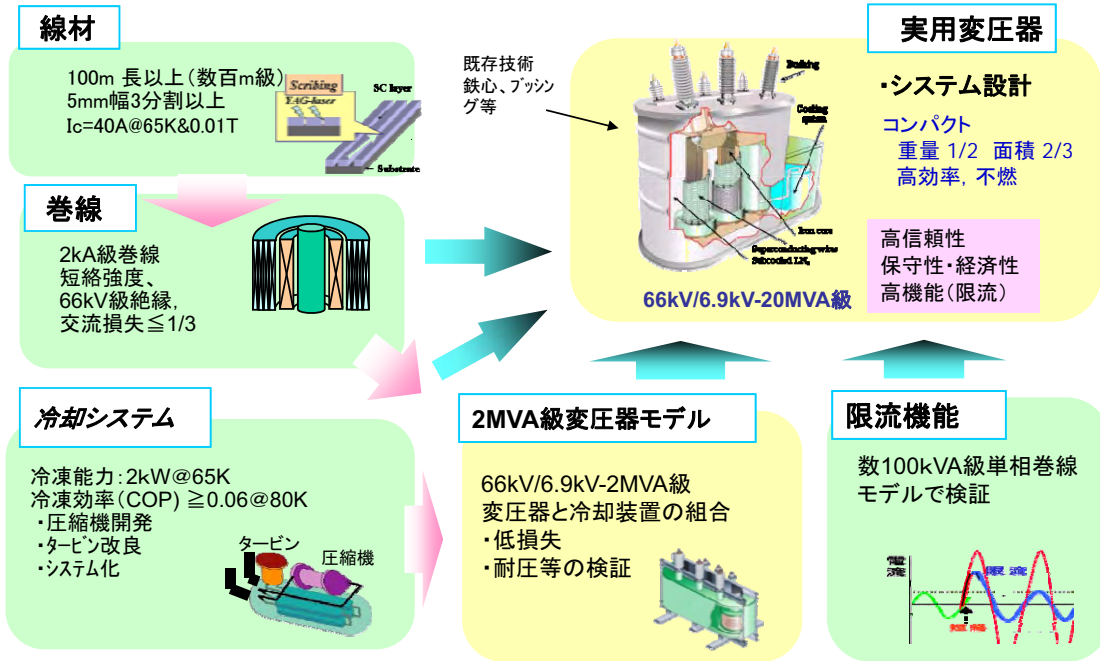 線材
100m 長以上(数百m級)
5mm幅3分割以上
Ic=40A@65K&0.01T
Scribing
YAG-laser
SC layer
Substrate
巻線
2kA級巻線
短絡強度、
66kV級絶縁,
交流損失≦1/3
冷却システム
冷凍能力:2kW@65K
冷凍効率(COP) ≧0.06@80K
・圧縮機開発
・タービン改良
・システム化
タービン
圧縮機
既存技術
鉄心、ブッシン
グ等
実用変圧器
Bushing
Cooling
system
Iron core
Superconducting wires
Subcooled LN₂
66kV/6.9kV-20MVA級
・システム設計
コンパクト
重量 1/2 面積 2/3
高効率, 不燃
高信頼性
保守性・経済性
高機能(限流)
2MVA級変圧器モデル
66kV/6.9kV-2MVA級
変圧器と冷却装置の組合
・低損失
・耐圧等の検証
限流機能
数100kVA級単相巻線
モデルで検証
電流
限流
短絡